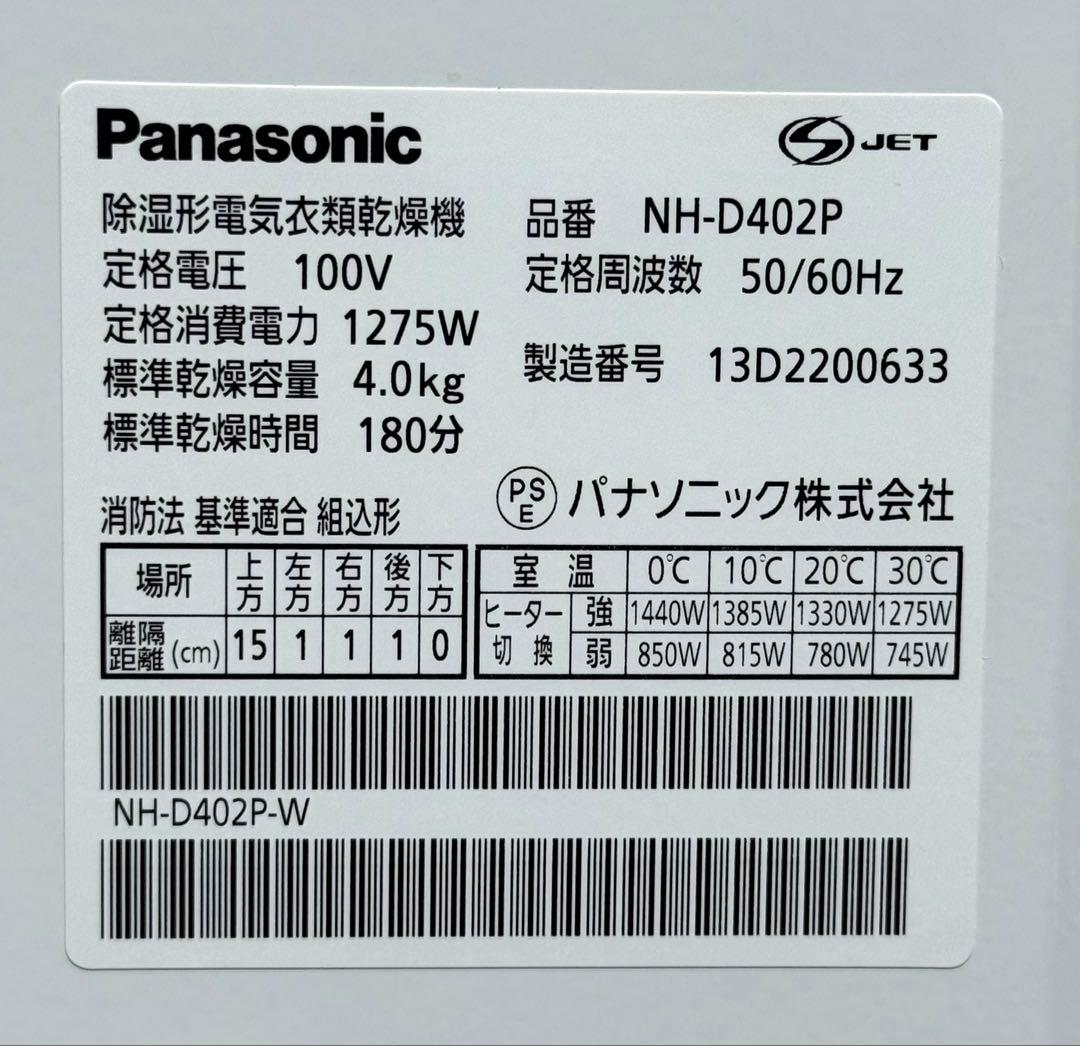 Panasonic
JET
除湿形電気衣類乾燥機 品番 NH-D402P
定格電圧 100V 定格周波数 50/60Hz
定格消費電力 1275W
標準乾燥容量 4.0kg 製造番号 13D2200633
標準乾燥時間 180分
消防法 基準適合 組込形
PSE パナソニック株式会社
場所 上方 左方 右方 後方 下方
離隔距離(cm) 15 1 1 1 0
室温 0℃ 10℃ 20℃ 30℃
ヒーター切換 強 1440W 1385W 1330W 1275W
弱 850W 815W 780W 745W
NH-D402P-W